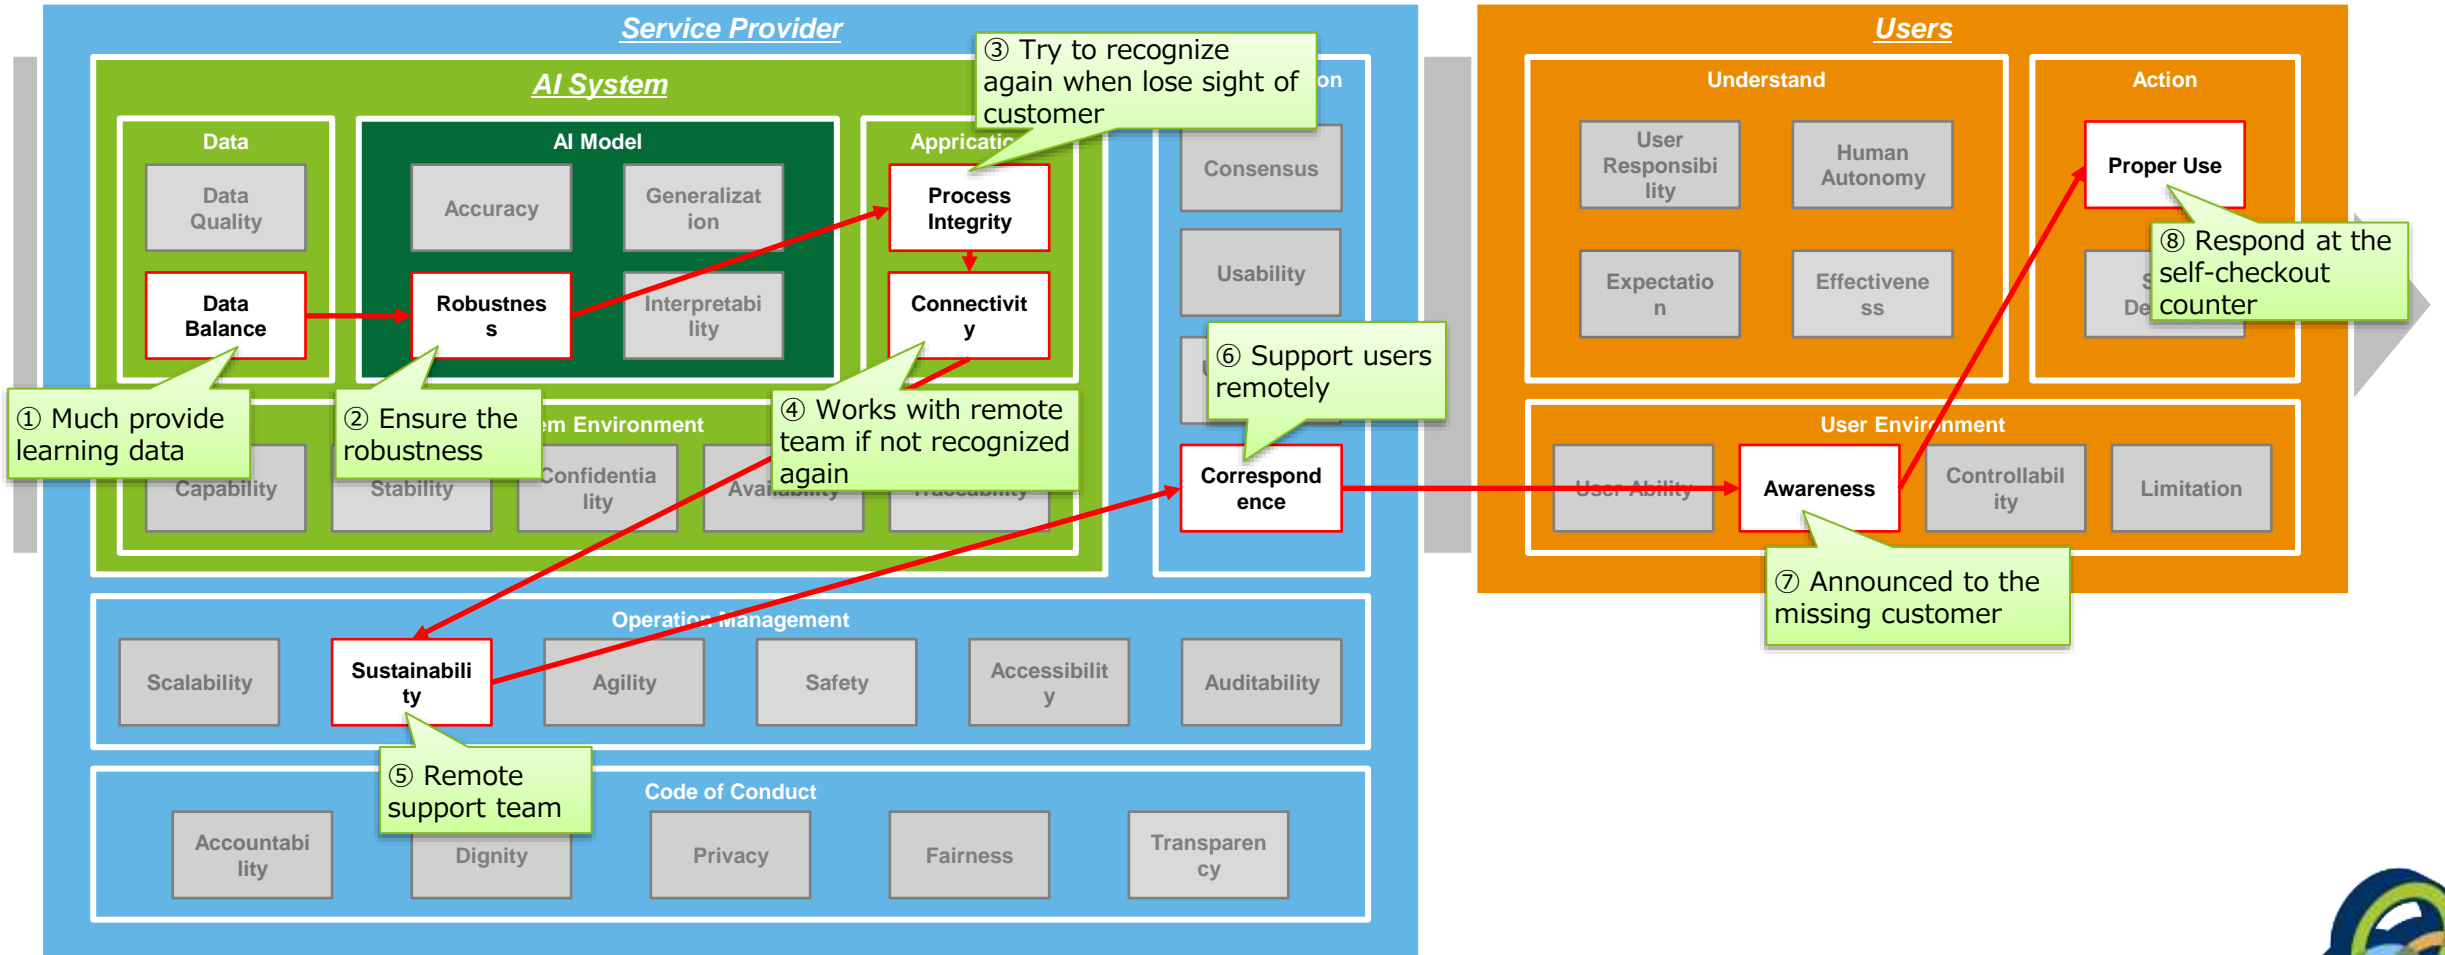 Service Provider
AI System
Data
Data
Quality
Data
Balance
AI Model
Accuracy
Generalizat
ion
Robustnes
s
Interpretabi
lity
Process
Integrity
Connectivit
y
③ Try to recognize
again when lose sight of
customer
① Much provide
learning data
② Ensure the
robustness
④ Works with remote
team if not recognized
again
Environment
Capability
Stability
Confidentia
lity
Availability
Traceability
on
Consensus
Usability
⑥ Support users
remotely
Correspond
ence
Operation Management
Scalability
Sustainabili
ty
Agility
Safety
Accessibilit
y
Auditability
⑤ Remote
support team
Code of Conduct
Accountabi
lity
Dignity
Privacy
Fairness
Transparen
cy
Users
Understand
User
Responsibi
lity
Human
Autonomy
Expectatio
n
Effectivene
ss
Action
Proper Use
⑧ Respond at the
self-checkout
counter
User Environment
User Ability
Awareness
Controllabil
ity
Limitation
⑦ Announced to the
missing customer